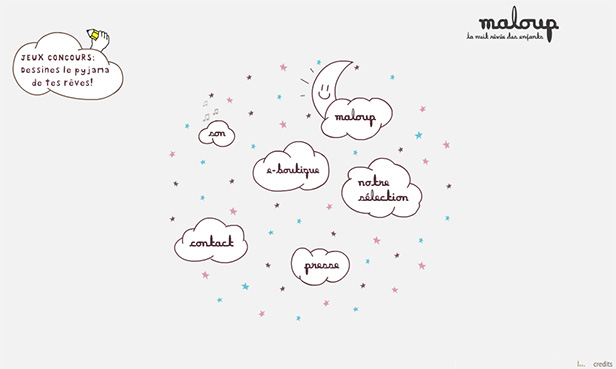 maloup
la nuit rêvée des enfants
JEUX CONCOURS:
Dessines le pyjama
de tes rêves!
maloup
son
e-boutique
notre
sélection
contact
presse
credits